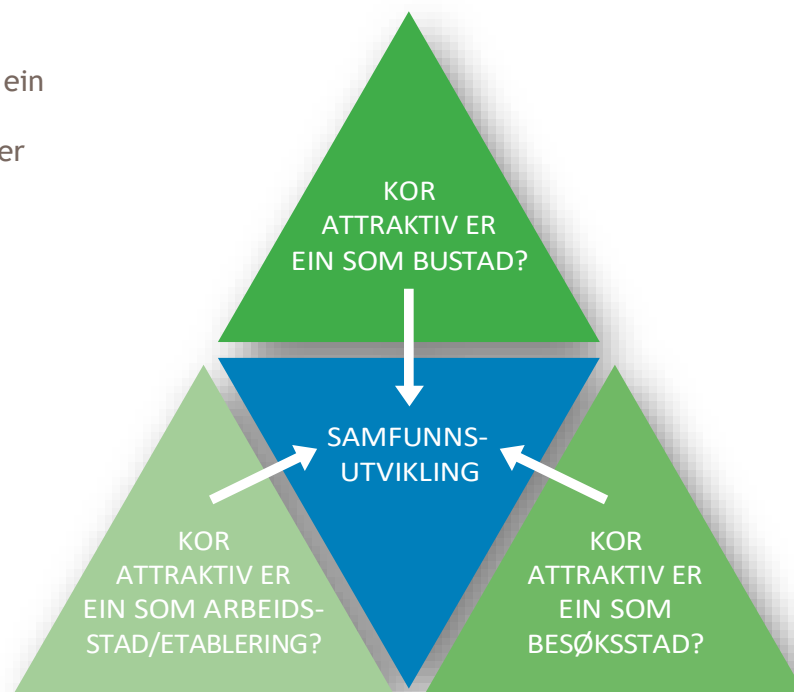 ein
er
KOR
ATTRAKTIV ER
EIN SOM BUSTAD?
SAMFUNNS-
UTVIKLING
KOR
ATTRAKTIV ER
EIN SOM ARBEIDS-
STAD/ETABLERING?
KOR
ATTRAKTIV ER
EIN SOM
BESØKSSTAD?